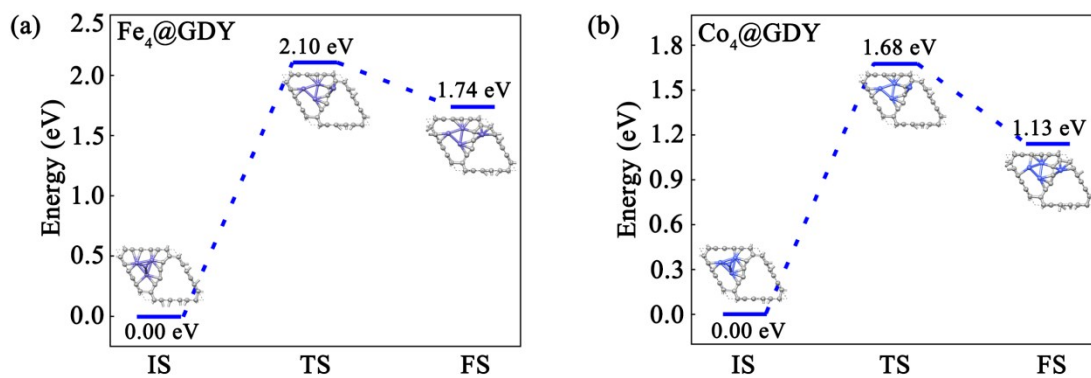 (a)
Fe4@GDY
Energy (eV)
2.5
2.0
1.5
1.0
0.5
0.0
2.10 eV
1.74 eV
0.00 eV
IS
TS
FS
(b)
Co4@GDY
Energy (eV)
1.8
1.5
1.2
0.9
0.6
0.3
0.0
1.68 eV
1.13 eV
0.00 eV
IS
TS
FS